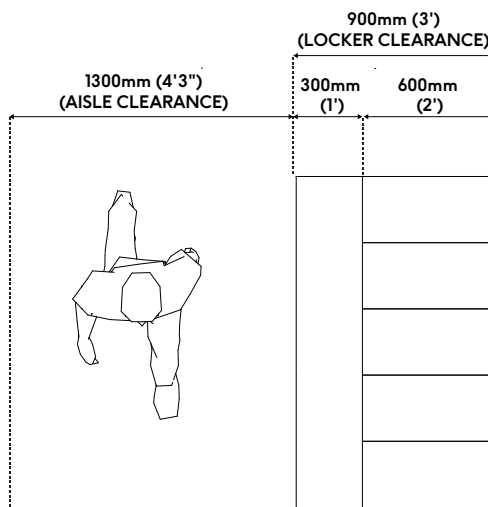 900mm (3')
(LOCKER CLEARANCE)
1300mm (4'3")
(AISLE CLEARANCE)
300mm
(1')
600mm
(2')